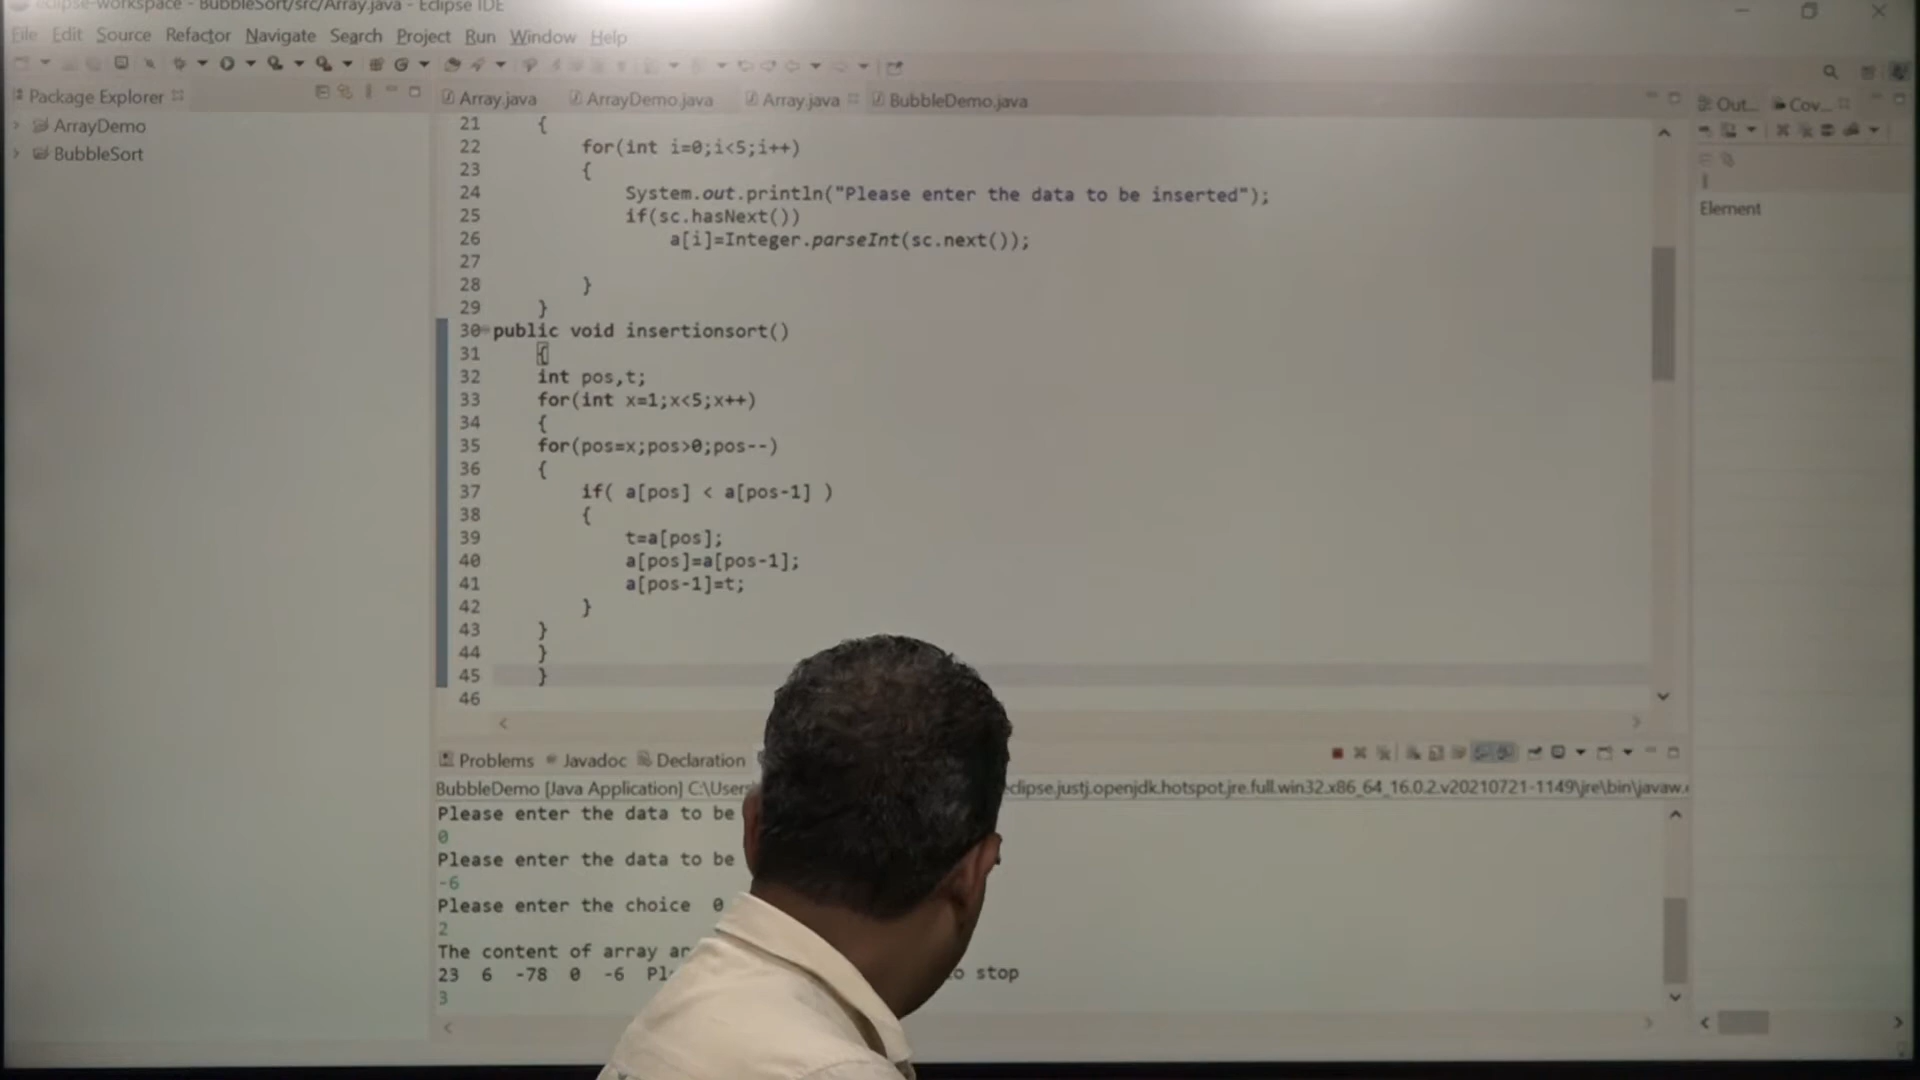 eclipse-workspace - BubbleSort/src/Array.java - Eclipse IDE
File Edit Source Refactor Navigate Search Project Run Window Help
Package Explorer
Array.java ArrayDemo.java Array.java BubbleDemo.java
Out... Cov...
ArrayDemo
BubbleSort
Element
21 {
22 for(int i=0;i<5;i++)
23 {
24 System.out.println("Please enter the data to be inserted");
25 if(sc.hasNext())
26 a[i]=Integer.parseInt(sc.next());
27
28 }
29 }
30 public void insertionsort()
31 {
32 int pos,t;
33 for(int x=1;x<5;x++)
34 {
35 for(pos=x;pos>0;pos--)
36 {
37 if( a[pos] < a[pos-1] )
38 {
39 t=a[pos];
40 a[pos]=a[pos-1];
41 a[pos-1]=t;
42 }
43 }
44 }
45 }
46
Problems Javadoc Declaration
BubbleDemo [Java Application] C:\Users clipse.justj.openjdk.hotspot.jre.full.win32.x86_64_16.0.2.v20210721-1149\jre\bin\javaw.
Please enter the data to be
0
Please enter the data to be
-6
Please enter the choice 0
2
The content of array ar
23 6 -78 0 -6 Pl o stop
3